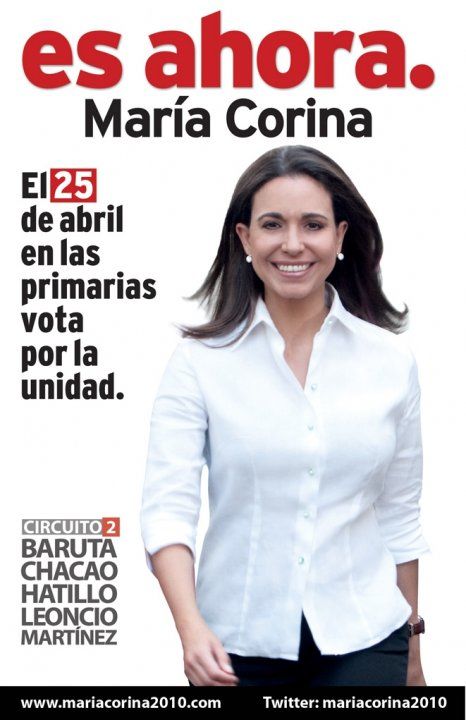 es ahora.
María Corina
El 25
de abril
en las
primarias
vota
por la
unidad.
CIRCUITO 2
BARUTA
CHACAO
HATILLO
LEONCIO
MARTÍNEZ
www.mariacorina2010.com Twitter: mariacorina2010